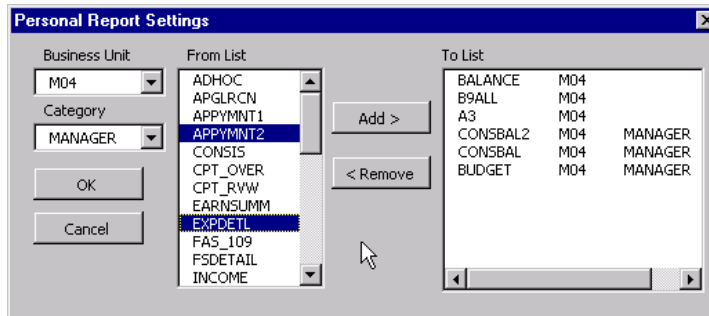 Personal Report Settings
Business Unit
M04
Category
MANAGER
OK
Cancel
From List
ADHOC
APGLRCN
APPYMNT1
APPYMNT2
CONSIS
CPT_OVER
CPT_RVW
EARNSUMM
EXPDETL
FAS_109
FSDETAIL
INCOME
Add >
< Remove
To List
BALANCE M04
B9ALL M04
A3 M04
CONSBAL2 M04 MANAGER
CONSBAL M04 MANAGER
BUDGET M04 MANAGER